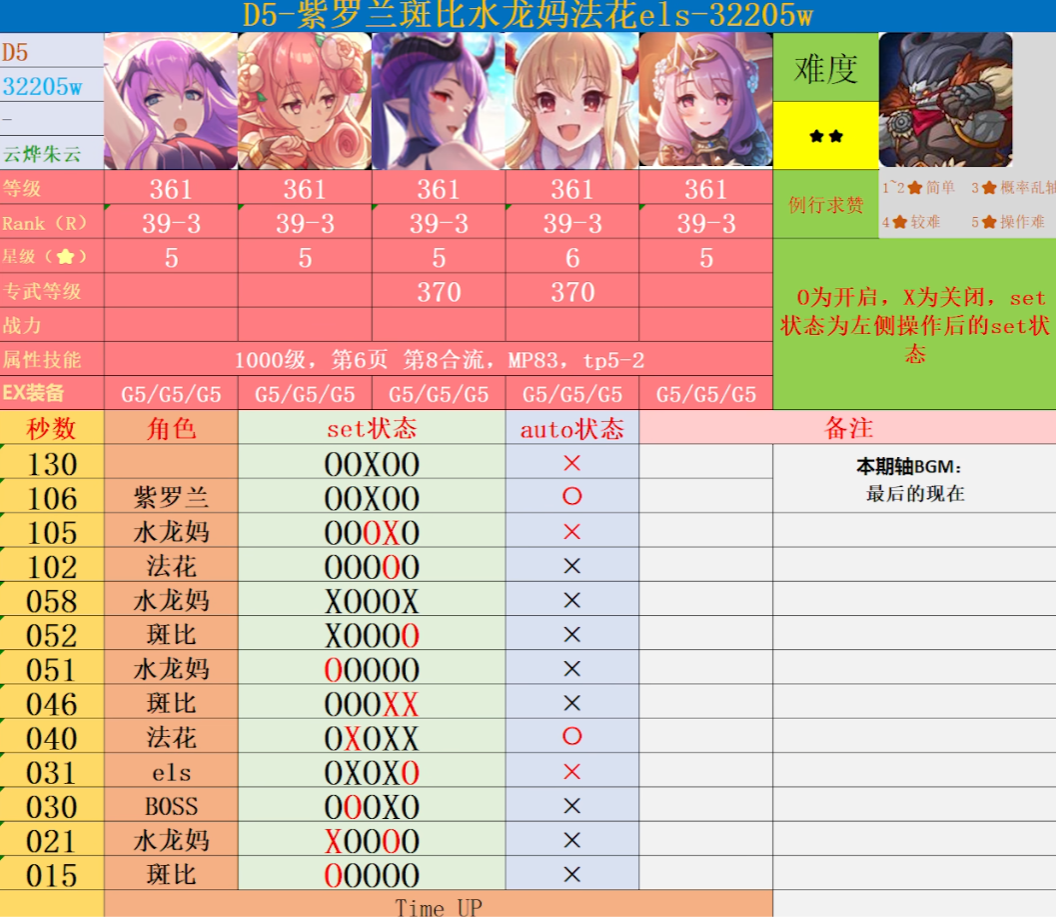 D5-紫罗兰斑比水龙妈法花els-32205w
D5
32205w
-
云烨朱云
难度
★★
等级 361 361 361 361 361
Rank（R） 39-3 39-3 39-3 39-3 39-3
星级（★） 5 5 5 6 5
例行求赞
1~2★简单 3★概率乱轴
4★较难 5★操作难
专武等级 370 370
战力
属性技能 1000级，第6页 第8合流，MP83，tp5-2
EX装备 G5/G5/G5 G5/G5/G5 G5/G5/G5 G5/G5/G5 G5/G5/G5
O为开启，X为关闭，set
状态为左侧操作后的set状
态
秒数 角色 set状态 auto状态 备注
130 OOXOO ×
本期轴BGM：
最后的现在
106 紫罗兰 OOXOO O
105 水龙妈 OOOXO ×
102 法花 OOOOO ×
058 水龙妈 XOOOX ×
052 斑比 XOOOO ×
051 水龙妈 OOOOO ×
046 斑比 OOOXX ×
040 法花 OXOXX O
031 els OXOXO ×
030 BOSS OOOXO ×
021 水龙妈 XOOOO ×
015 斑比 OOOOO ×
Time UP